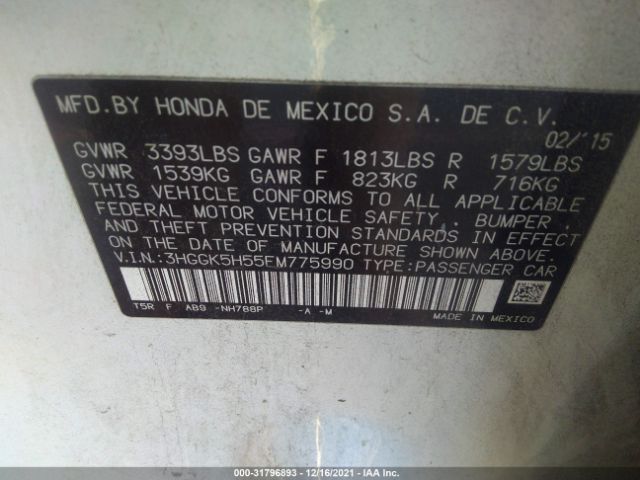 MFD.BY HONDA DE MEXICO S.A. DE C.V.
02/'15
GVWR 3393LBS GAWR F 1813LBS R 1579LBS
GVWR 1539KG GAWR F 823KG R 716KG
THIS VEHICLE CONFORMS TO ALL APPLICABLE
FEDERAL MOTOR VEHICLE SAFETY , BUMPER ,
AND THEFT PREVENTION STANDARDS IN EFFECT
ON THE DATE OF MANUFACTURE SHOWN ABOVE.
V.I.N.:3HGGK5H55FM775990 TYPE:PASSENGER CAR
T5R F AB9 -NH788P -A -M
MADE IN MEXICO
000-31796893 - 12/16/2021 - IAA Inc.